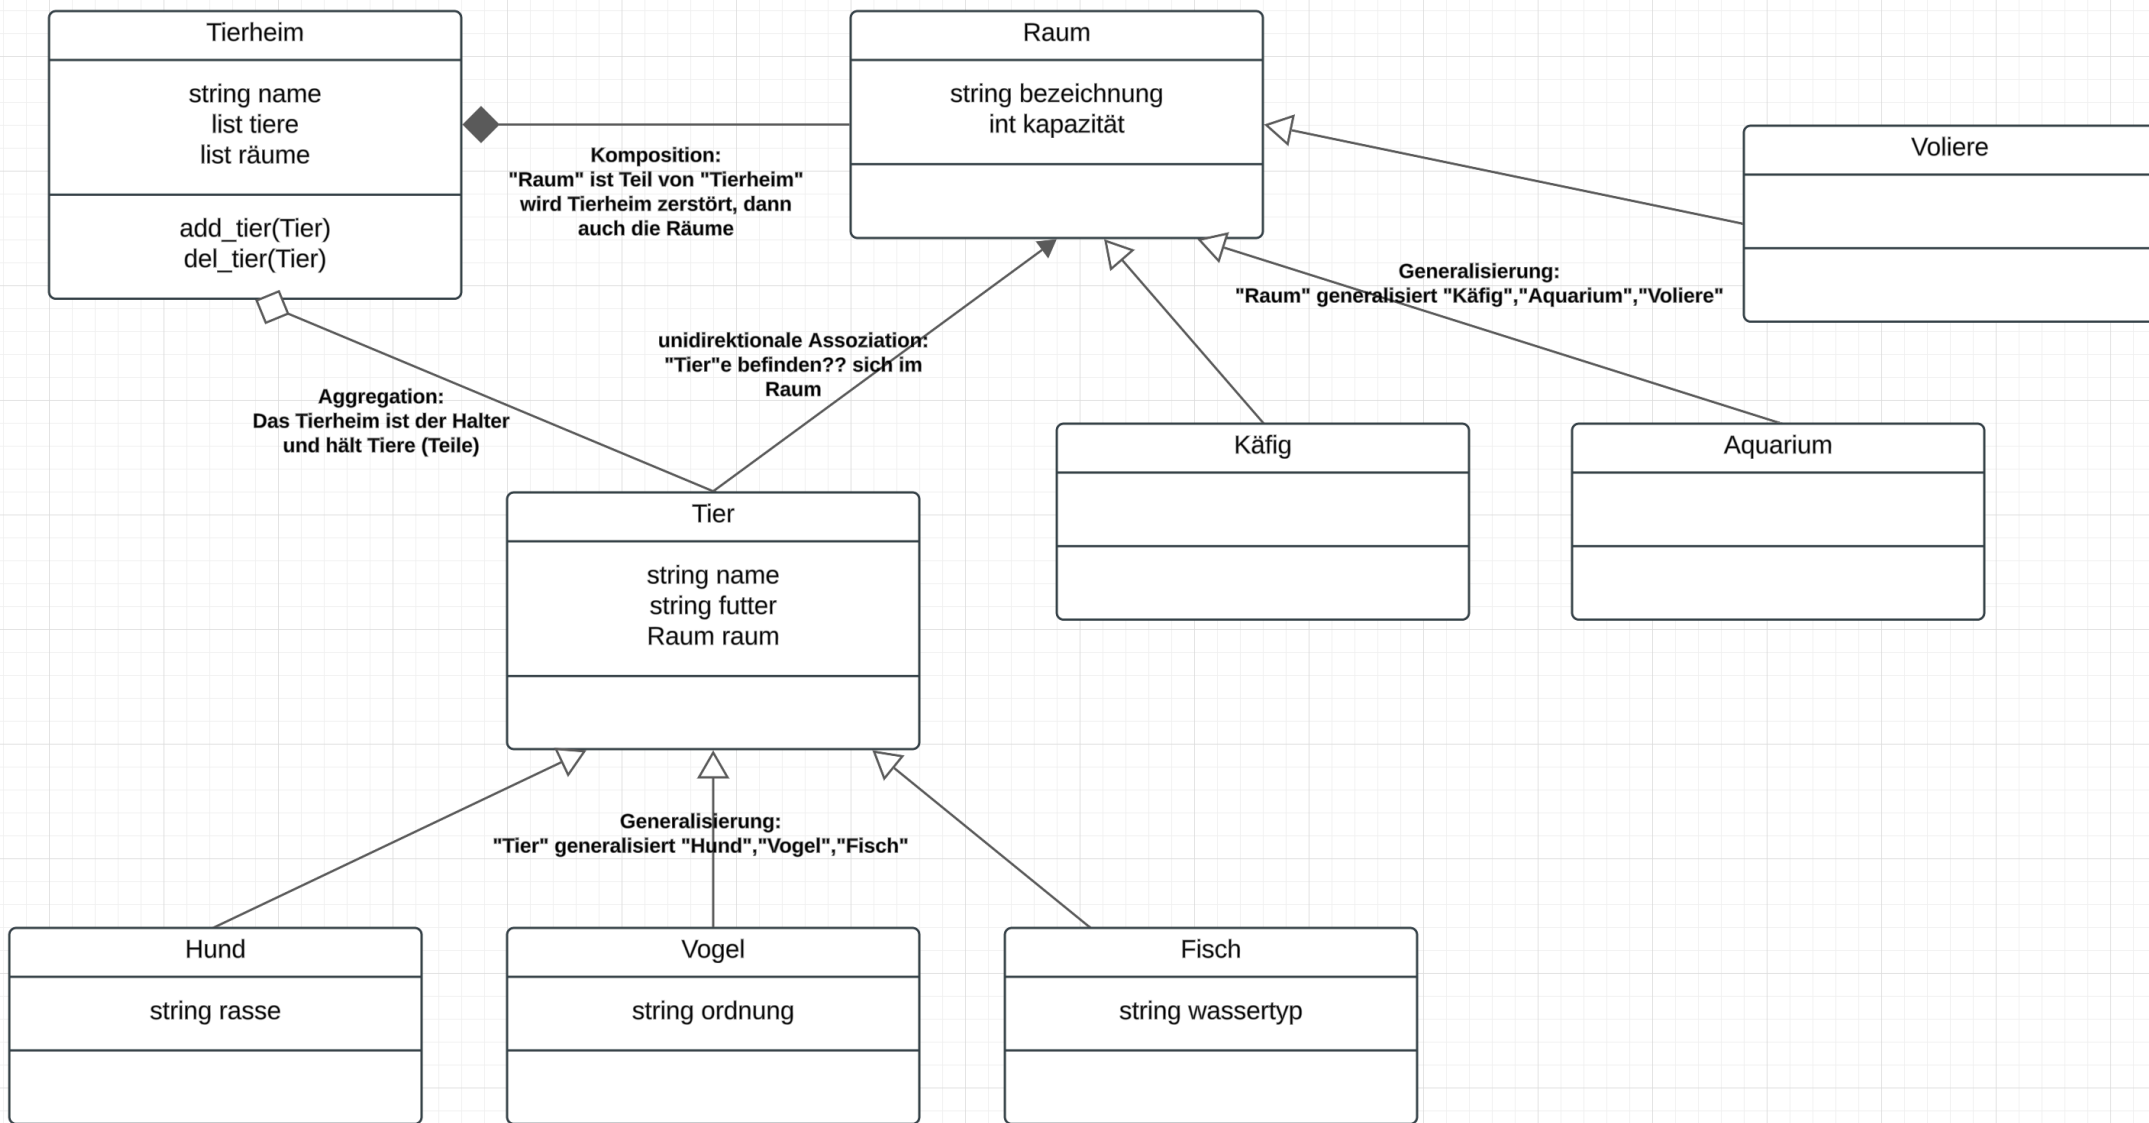 Tierheim
string name
list tiere
list räume
add_tier(Tier)
del_tier(Tier)
Komposition:
"Raum" ist Teil von "Tierheim"
wird Tierheim zerstört, dann
auch die Räume
Raum
string bezeichnung
int kapazität
Voliere
Generalisierung:
"Raum" generalisiert "Käfig","Aquarium","Voliere"
unidirektionale Assoziation:
"Tier"e befinden?? sich im
Raum
Aggregation:
Das Tierheim ist der Halter
und hält Tiere (Teile)
Käfig
Aquarium
Tier
string name
string futter
Raum raum
Generalisierung:
"Tier" generalisiert "Hund","Vogel","Fisch"
Hund
string rasse
Vogel
string ordnung
Fisch
string wassertyp